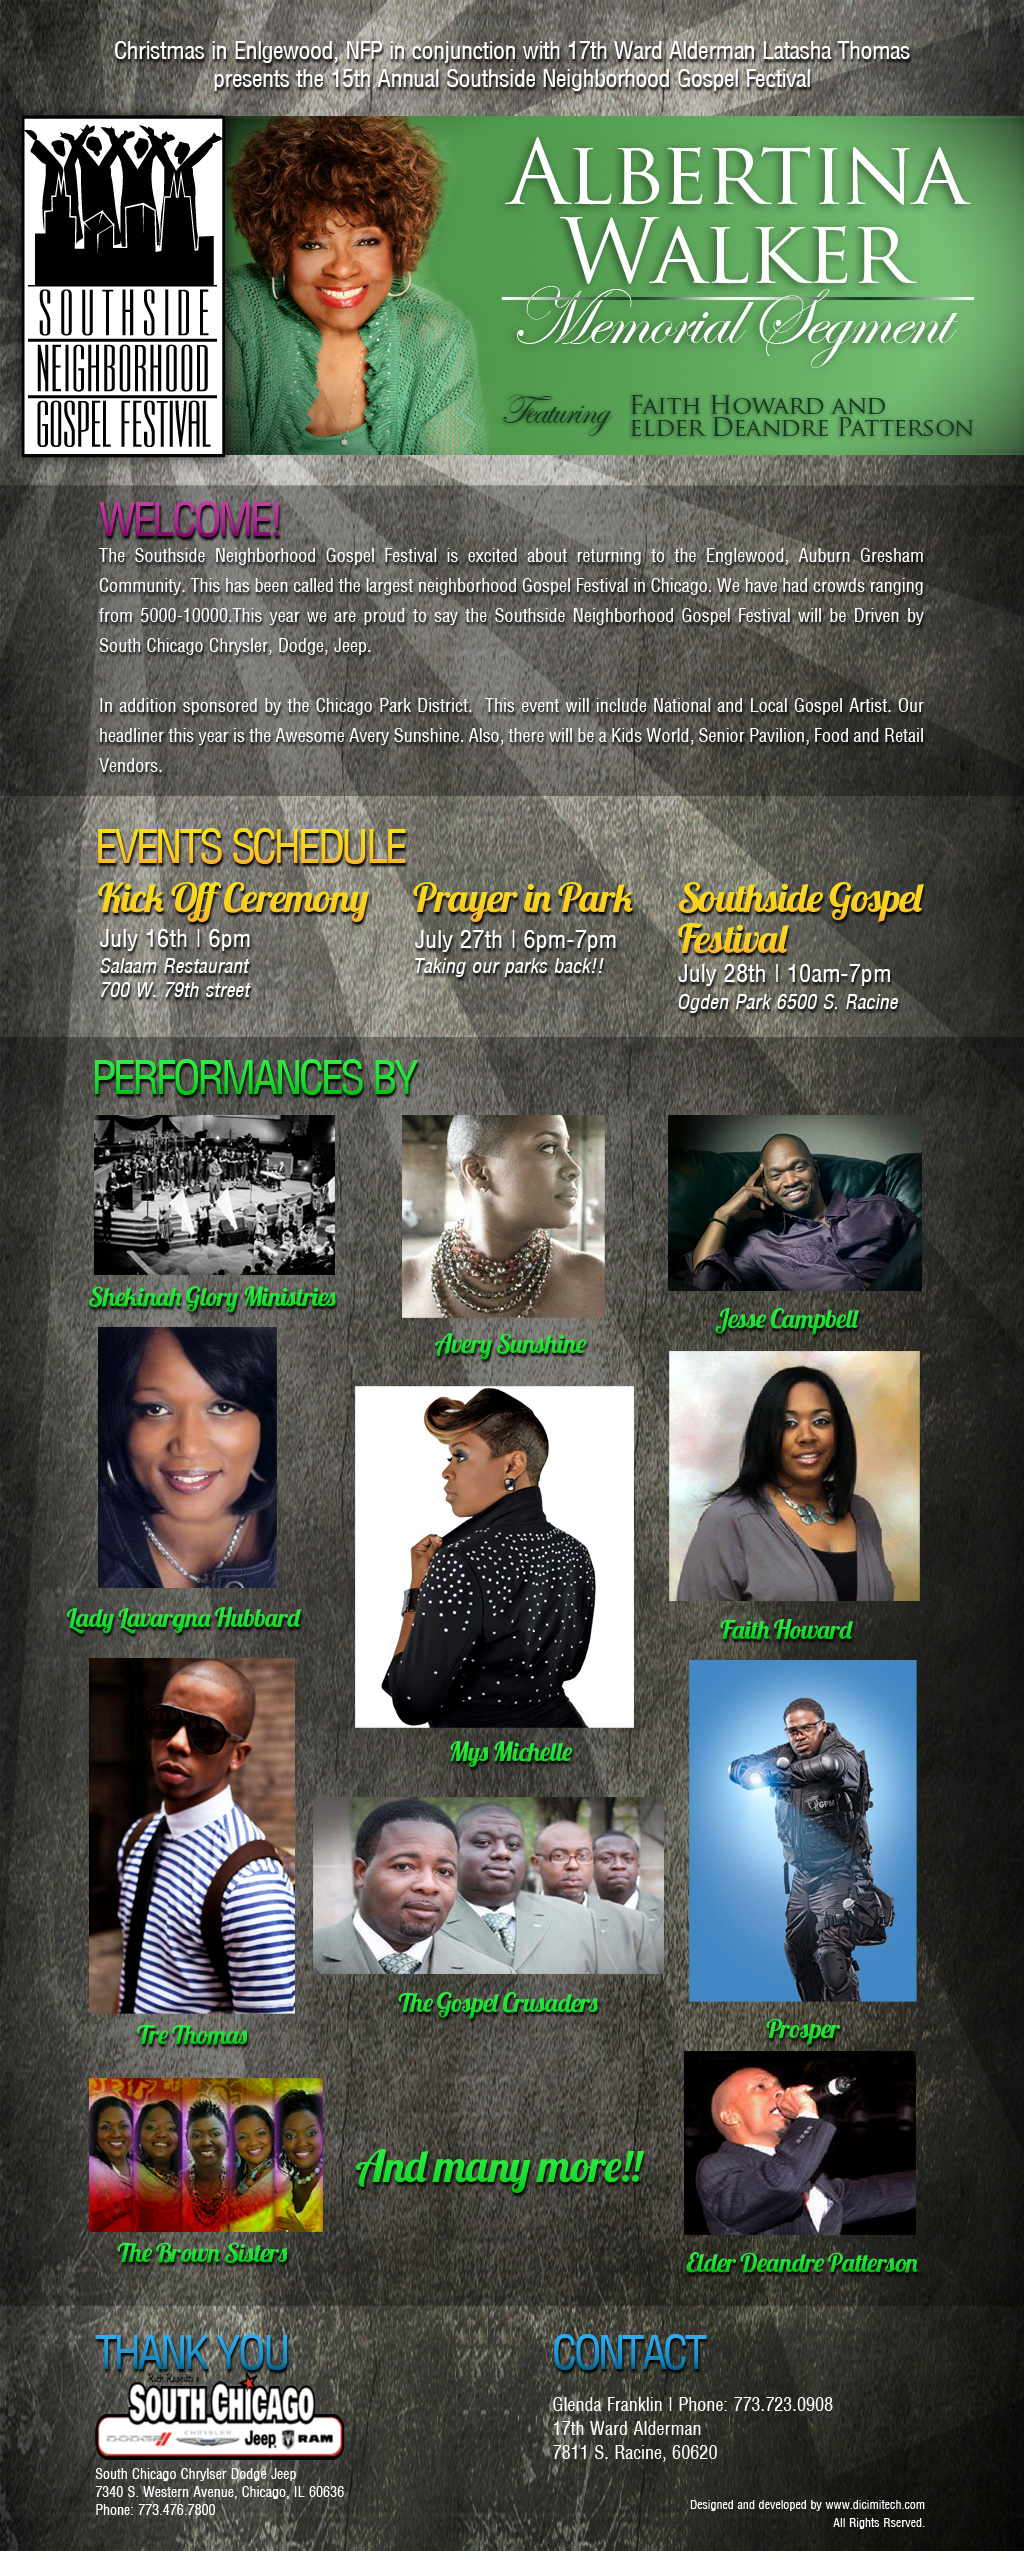 Christmas in Enlgewood, NFP in conjunction with 17th Ward Alderman Latasha Thomas
presents the 15th Annual Southside Neighborhood Gospel Fectival
SOUTHSIDE
NEIGHBORHOOD
GOSPEL FESTIVAL
ALBERTINA
WALKER
Memorial Segment
Featuring FAITH HOWARD AND
ELDER DEANDRE PATTERSON
WELCOME!
The Southside Neighborhood Gospel Festival is excited about returning to the Englewood, Auburn Gresham
Community. This has been called the largest neighborhood Gospel Festival in Chicago. We have had crowds ranging
from 5000-10000.This year we are proud to say the Southside Neighborhood Gospel Festival will be Driven by
South Chicago Chrysler, Dodge, Jeep.
In addition sponsored by the Chicago Park District. This event will include National and Local Gospel Artist. Our
headliner this year is the Awesome Avery Sunshine. Also, there will be a Kids World, Senior Pavilion, Food and Retail
Vendors.
EVENTS SCHEDULE
Kick Off Ceremony
July 16th | 6pm
Salaam Restaurant
700 W. 79th street
Prayer in Park
July 27th | 6pm-7pm
Taking our parks back!!
Southside Gospel
Festival
July 28th | 10am-7pm
Ogden Park 6500 S. Racine
PERFORMANCES BY
Shekinah Glory Ministries
Avery Sunshine
Jesse Campbell
Lady Lavargna Hubbard
Mys Michelle
Faith Howard
GPM
Tre Thomas
The Gospel Crusaders
Prosper
The Brown Sisters
And many more!!
Elder Deandre Patterson
THANK YOU
SOUTH CHICAGO
DODGE CHRYSLER Jeep RAM
South Chicago Chrylser Dodge Jeep
7340 S. Western Avenue, Chicago, IL 60636
Phone: 773.476.7800
CONTACT
Glenda Franklin | Phone: 773.723.0908
17th Ward Alderman
7811 S. Racine, 60620
Designed and developed by www.dicimitech.com
All Rights Rserved.